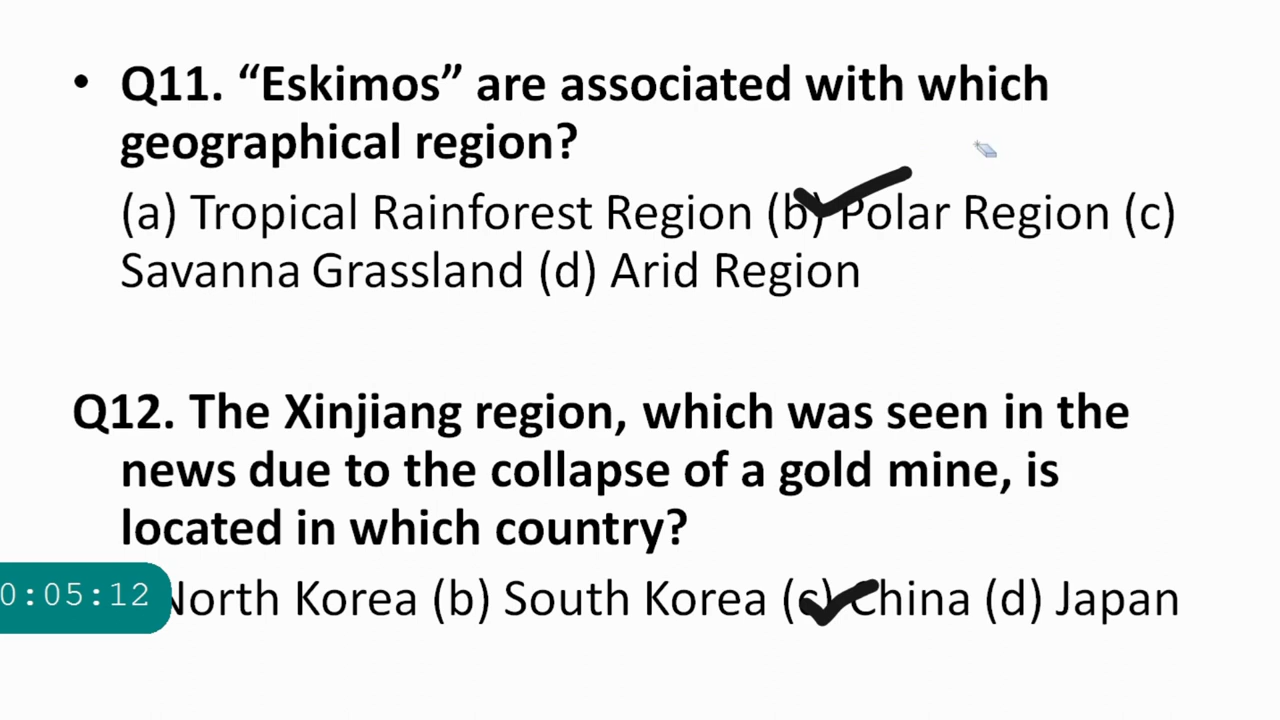 • Q11. “Eskimos” are associated with which
geographical region?
(a) Tropical Rainforest Region (b) Polar Region (c)
Savanna Grassland (d) Arid Region
Q12. The Xinjiang region, which was seen in the
news due to the collapse of a gold mine, is
located in which country?
North Korea (b) South Korea (c) China (d) Japan
0:05:12